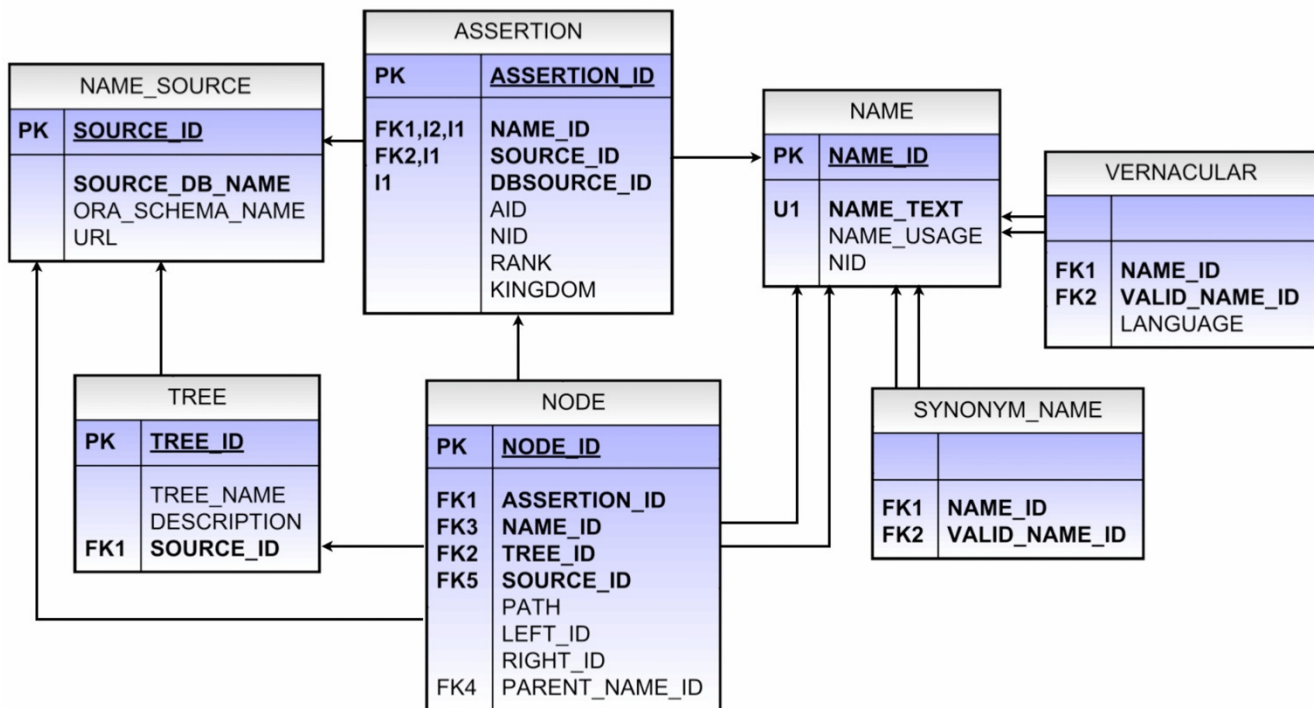 NAME_SOURCE
PK SOURCE_ID
SOURCE_DB_NAME
ORA_SCHEMA_NAME
URL
ASSERTION
PK ASSERTION_ID
FK1,I2,I1 NAME_ID
FK2,I1 SOURCE_ID
I1 DBSOURCE_ID
AID
NID
RANK
KINGDOM
NAME
PK NAME_ID
U1 NAME_TEXT
NAME_USAGE
NID
VERNACULAR
FK1 NAME_ID
FK2 VALID_NAME_ID
LANGUAGE
TREE
PK TREE_ID
TREE_NAME
DESCRIPTION
FK1 SOURCE_ID
NODE
PK NODE_ID
FK1 ASSERTION_ID
FK3 NAME_ID
FK2 TREE_ID
FK5 SOURCE_ID
PATH
LEFT_ID
RIGHT_ID
FK4 PARENT_NAME_ID
SYNONYM_NAME
FK1 NAME_ID
FK2 VALID_NAME_ID